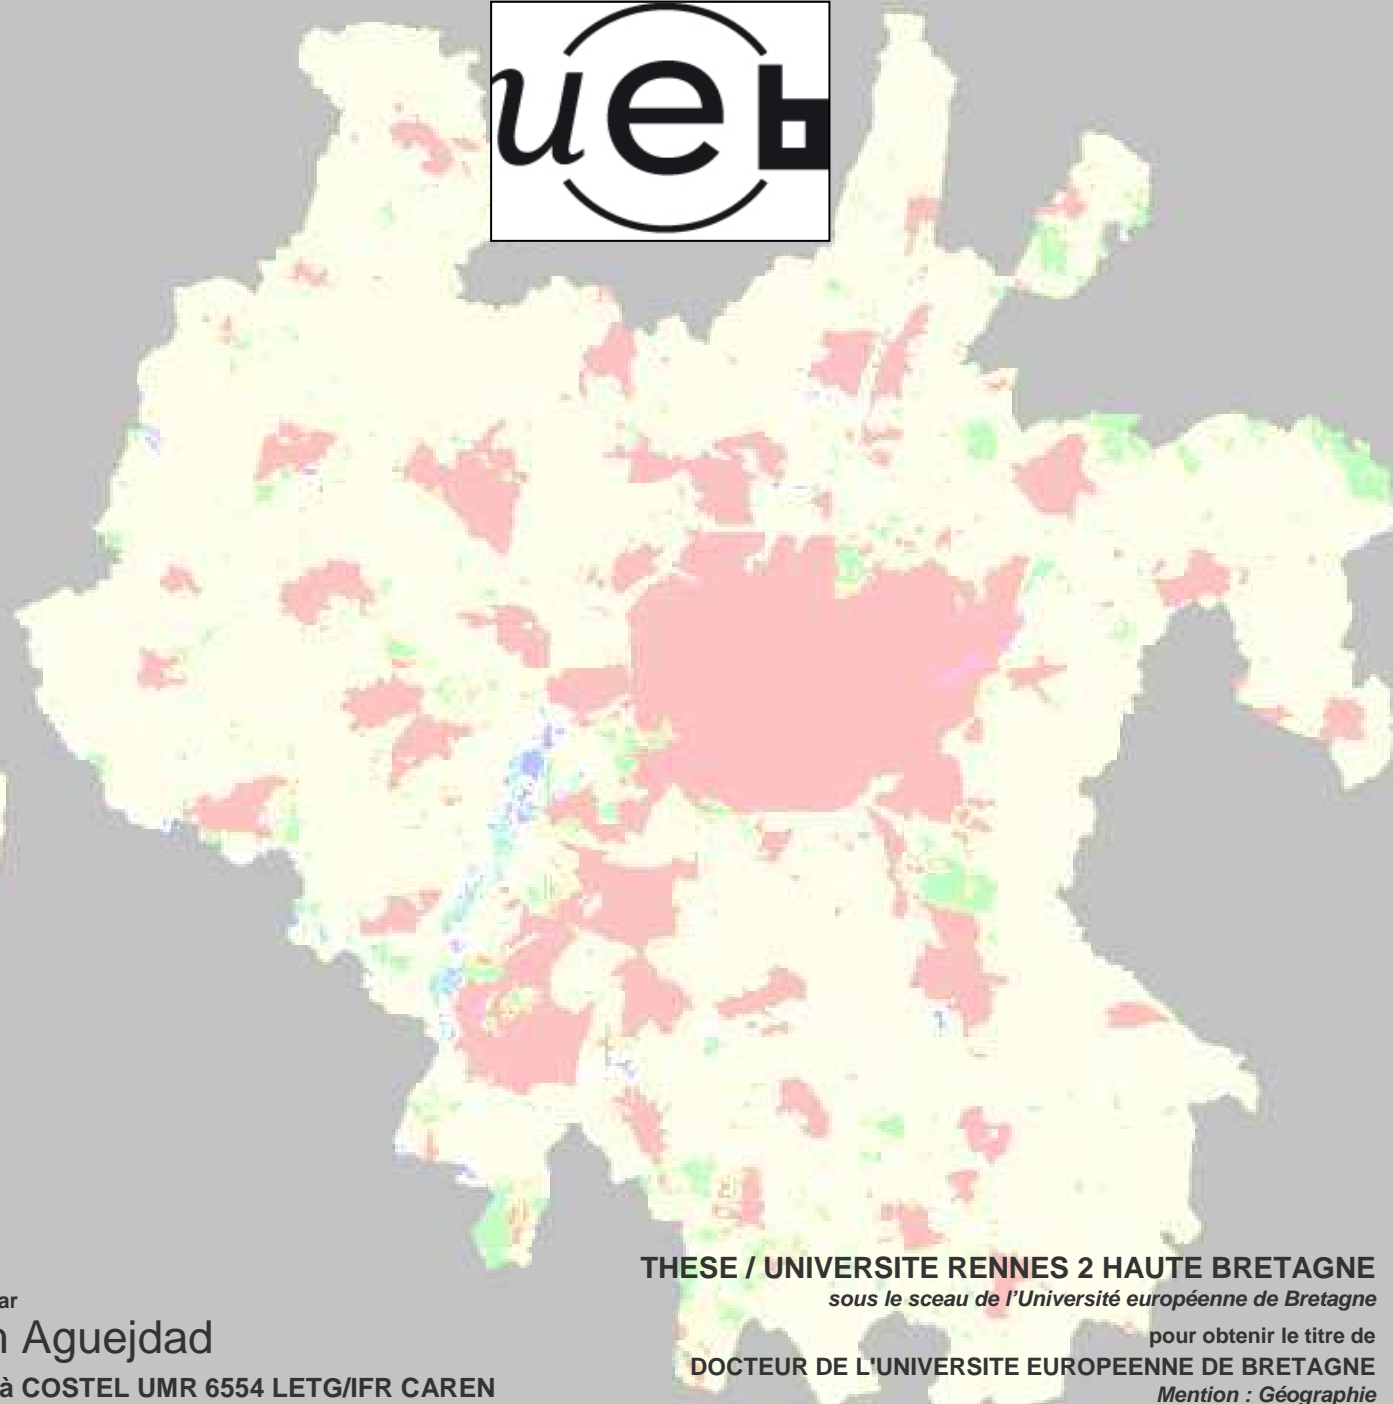 ueb
THESE / UNIVERSITE RENNES 2 HAUTE BRETAGNE
sous le sceau de l'Université européenne de Bretagne
pour obtenir le titre de
DOCTEUR DE L'UNIVERSITE EUROPEENNE DE BRETAGNE
Mention : Géographie
ar
n Aguejdad
à COSTEL UMR 6554 LETG/IFR CAREN